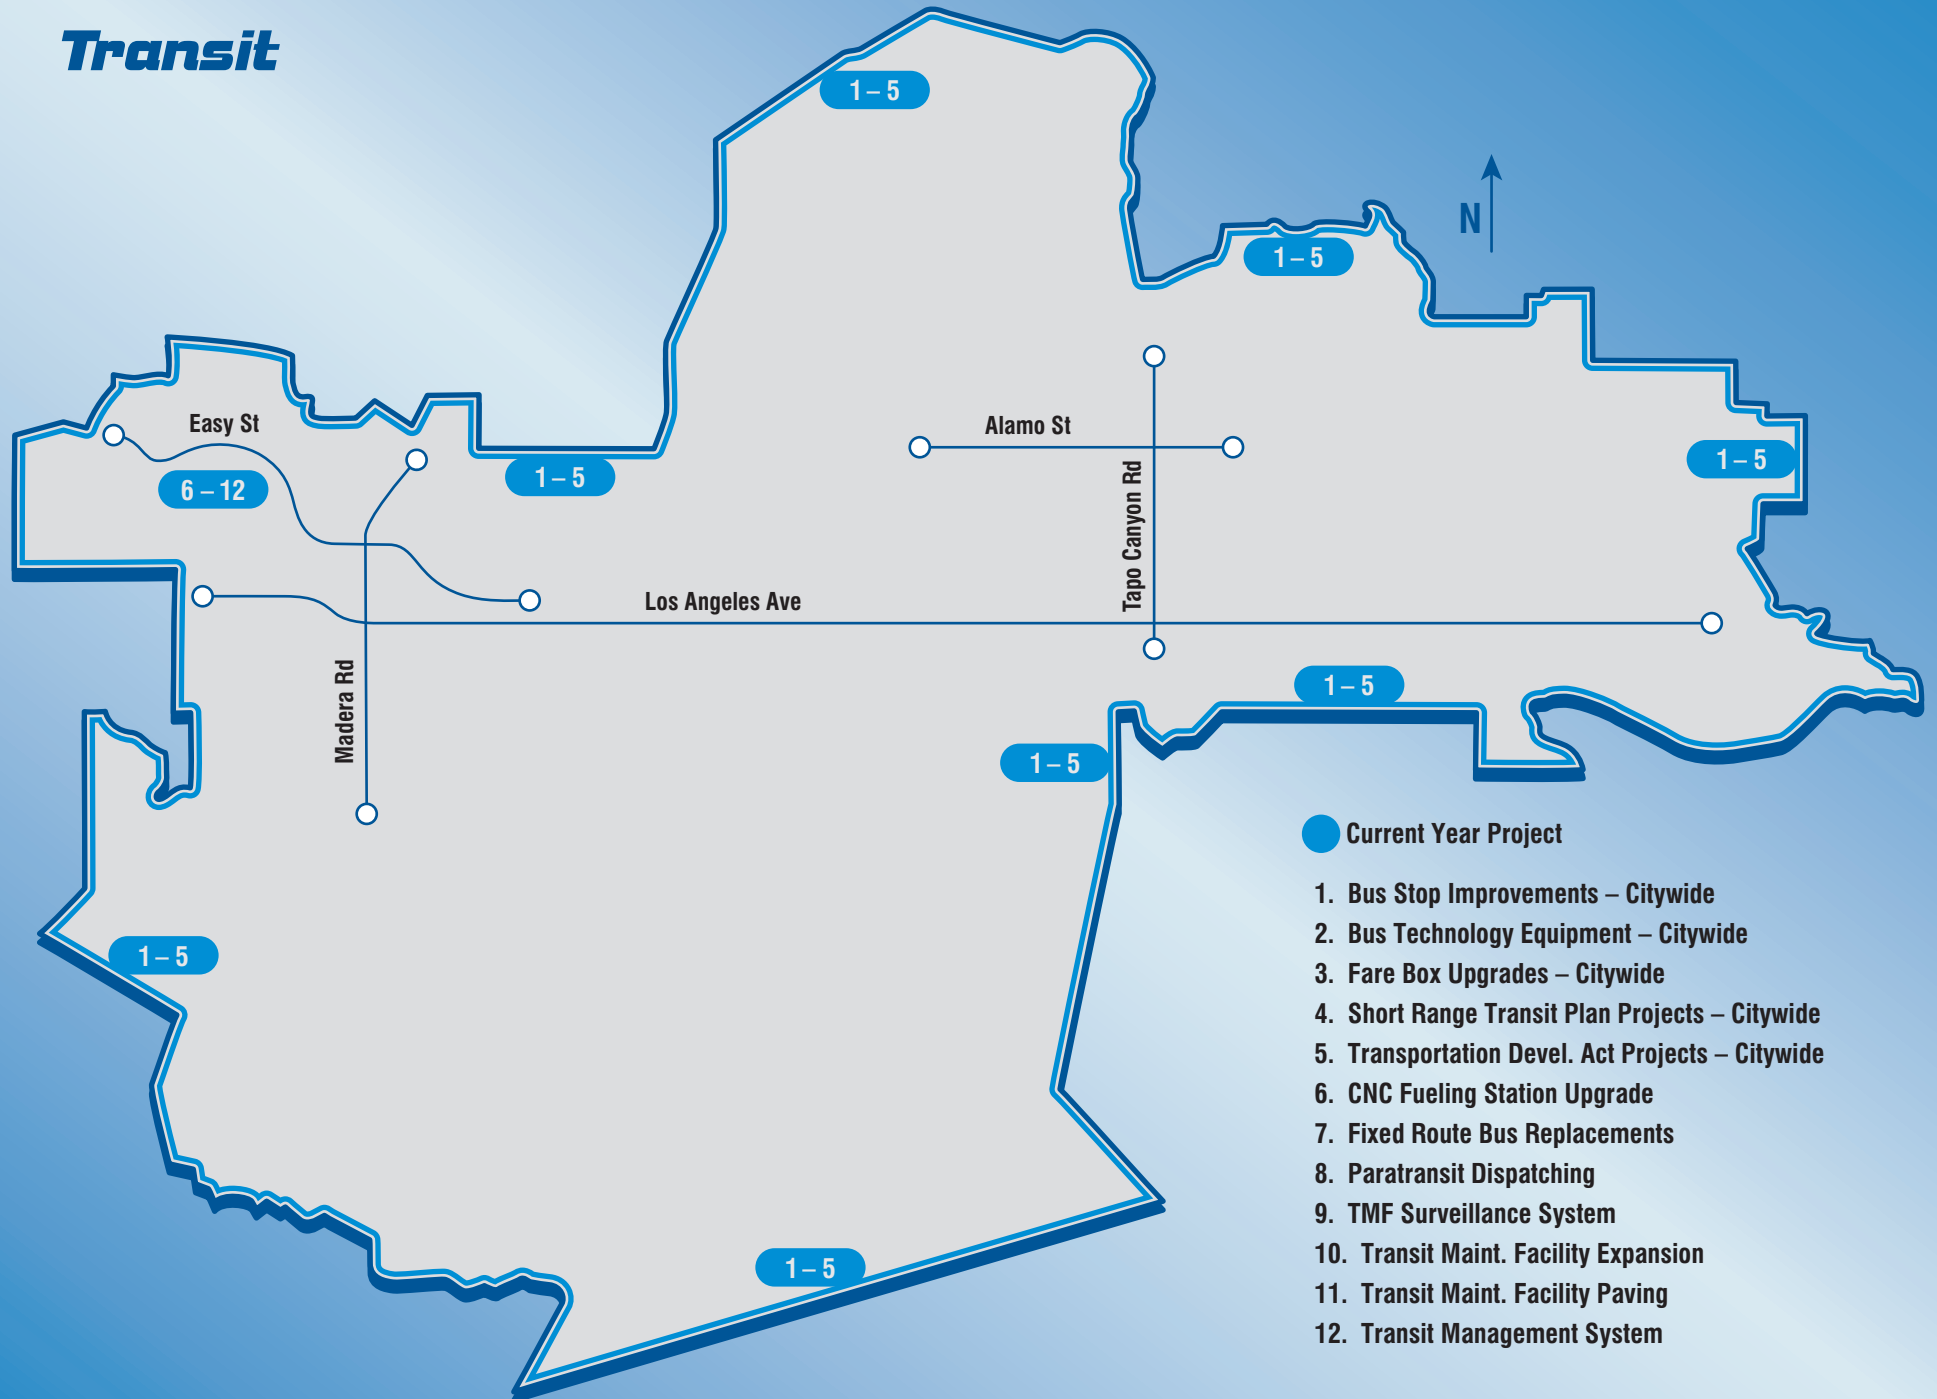 Transit
1 – 5
N
1 – 5
Easy St
Alamo St
1 – 5
1 – 5
6 – 12
Tapo Canyon Rd
Los Angeles Ave
Madera Rd
1 – 5
1 – 5
1 – 5
1 – 5
Current Year Project
1. Bus Stop Improvements – Citywide
2. Bus Technology Equipment – Citywide
3. Fare Box Upgrades – Citywide
4. Short Range Transit Plan Projects – Citywide
5. Transportation Devel. Act Projects – Citywide
6. CNC Fueling Station Upgrade
7. Fixed Route Bus Replacements
8. Paratransit Dispatching
9. TMF Surveillance System
10. Transit Maint. Facility Expansion
11. Transit Maint. Facility Paving
12. Transit Management System